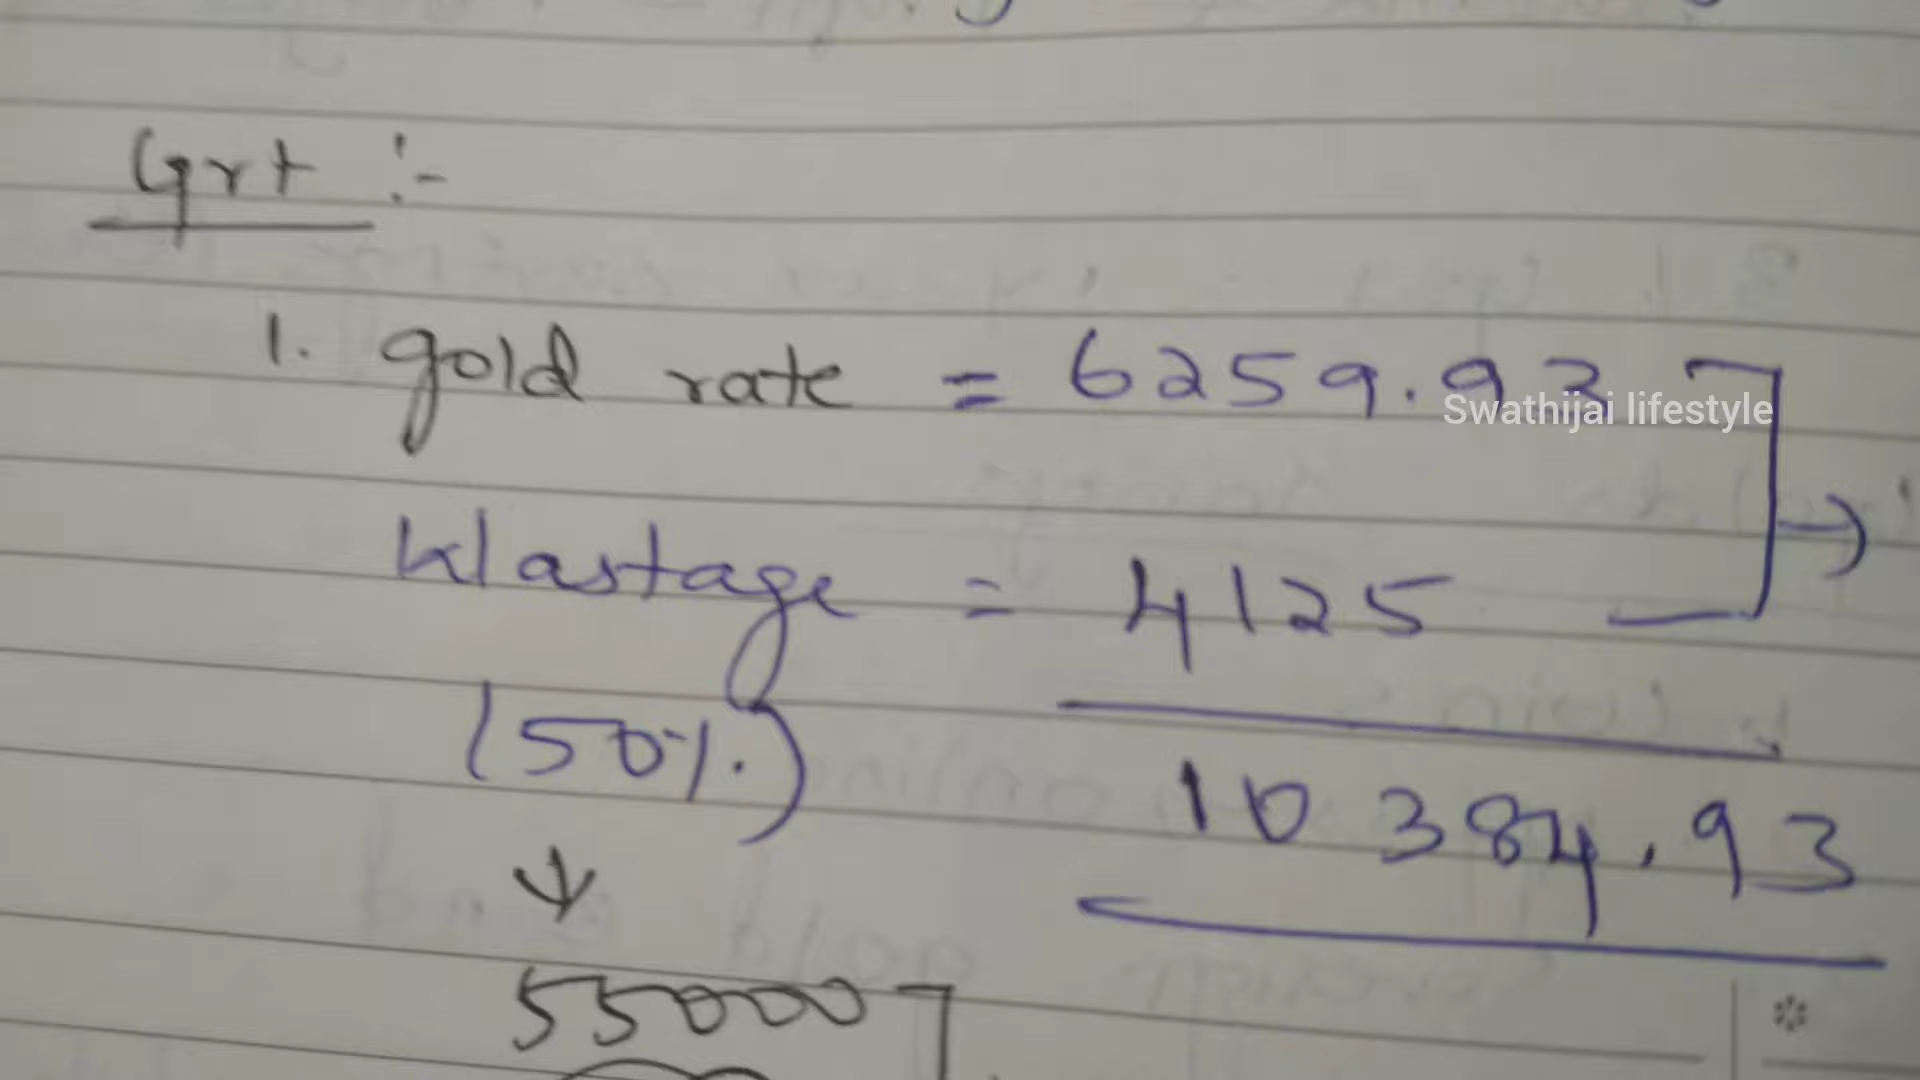 Grt :-
1. gold rate = 6259.93
Swathijai lifestyle
Wastage = 4125
(50%.)
10384.93
↓
55000